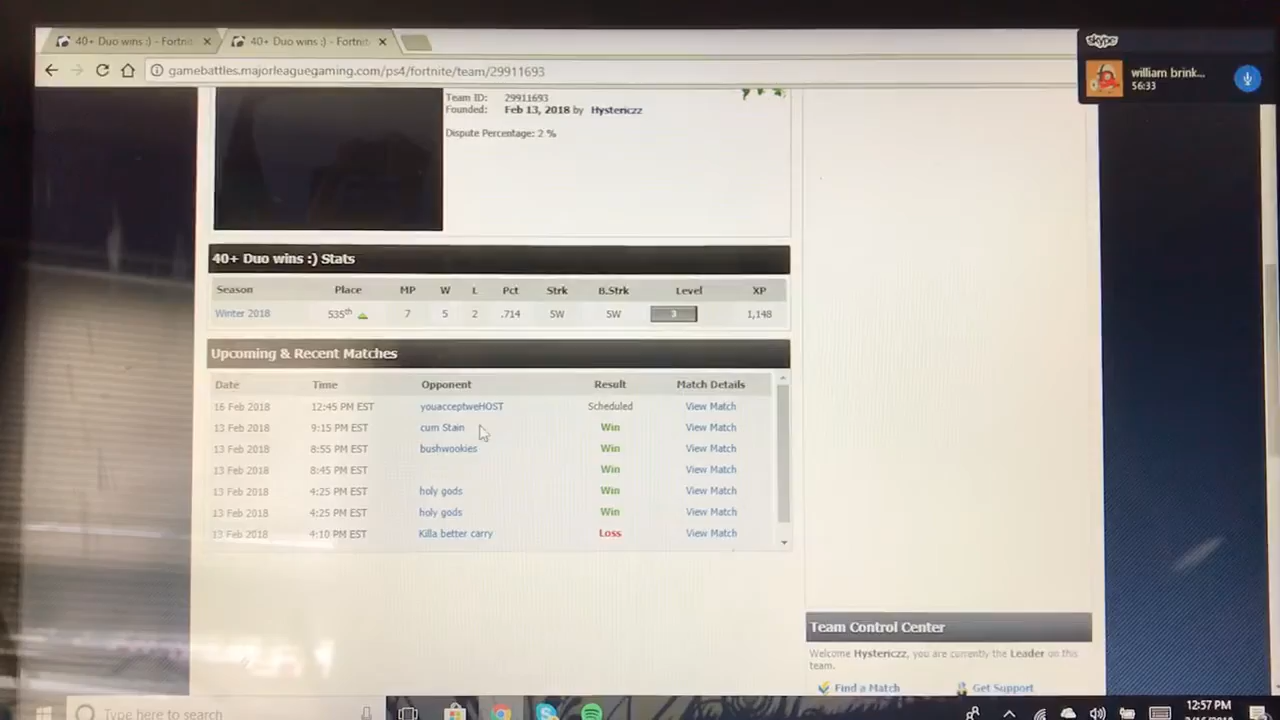 40+ Duo wins :) - Fortnit
40+ Duo wins :) - Fortnit
skype
gamebattles.majorleaguegaming.com/ps4/fortnite/team/29911693
william brink...
56:33
Team ID: 29911693
Founded: Feb 13, 2018 by Hystericzz
Dispute Percentage: 2 %
40+ Duo wins :) Stats
Season Place MP W L Pct Strk B.Strk Level XP
Winter 2018 535th 7 5 2 .714 5W 5W 3 1,148
Upcoming & Recent Matches
Date Time Opponent Result Match Details
16 Feb 2018 12:45 PM EST youacceptweHOST Scheduled View Match
13 Feb 2018 9:15 PM EST cum Stain Win View Match
13 Feb 2018 8:55 PM EST bushwookies Win View Match
13 Feb 2018 8:45 PM EST Win View Match
13 Feb 2018 4:25 PM EST holy gods Win View Match
13 Feb 2018 4:25 PM EST holy gods Win View Match
13 Feb 2018 4:10 PM EST Killa better carry Loss View Match
Team Control Center
Welcome Hystericzz, you are currently the Leader on this
team.
Find a Match Get Support
Type here to search
12:57 PM